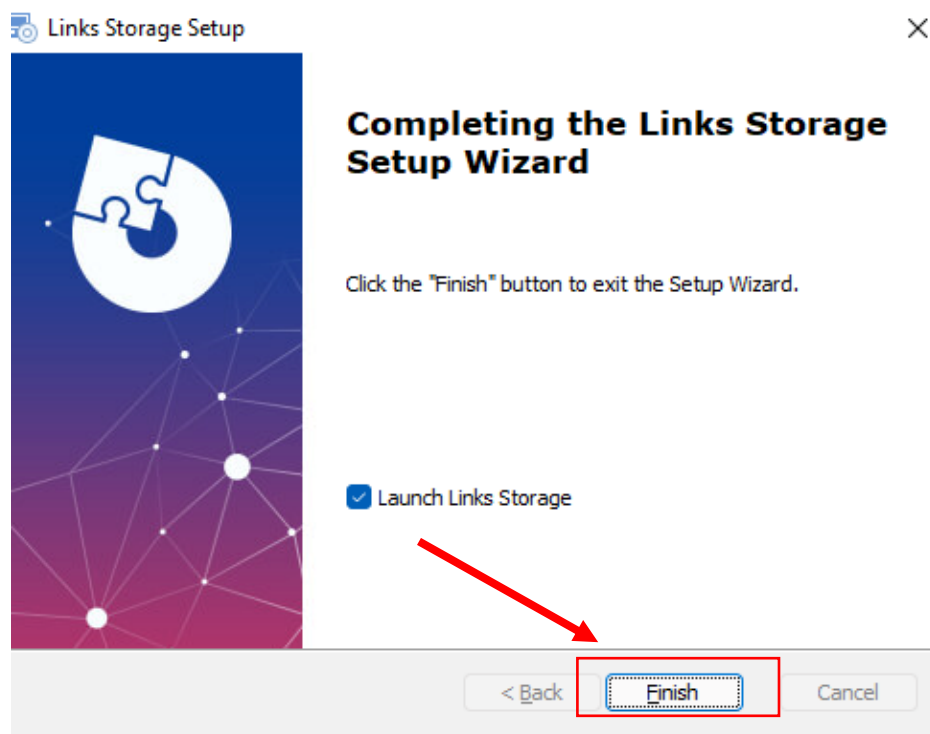 Links Storage Setup
Completing the Links Storage
Setup Wizard
Click the "Finish" button to exit the Setup Wizard.
Launch Links Storage
< Back Finish Cancel